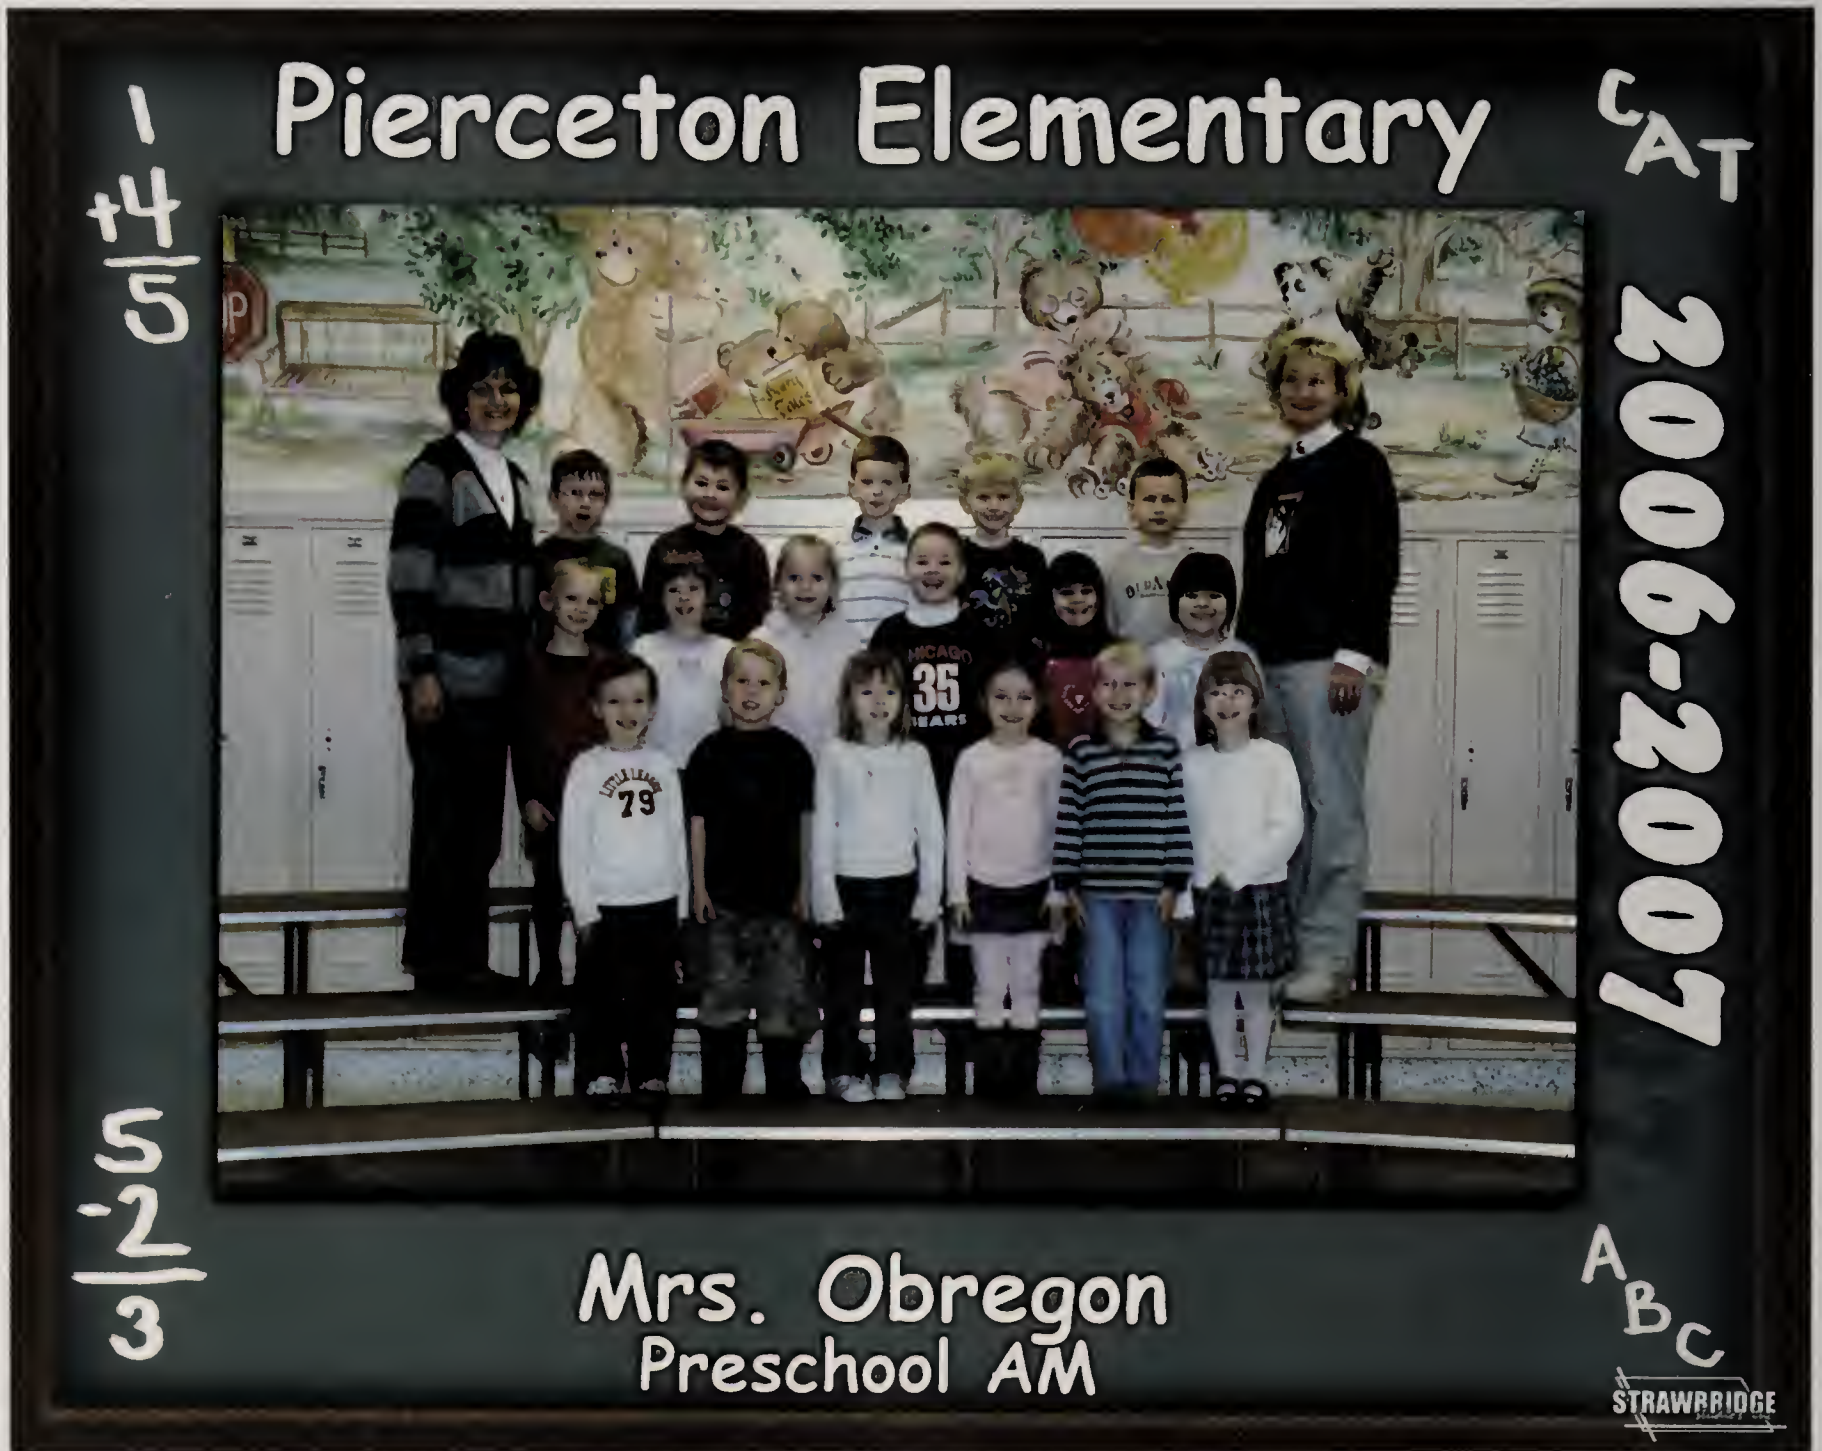 Pierceton Elementary
1
+4
5
CAT
2006-2007
CHICAGO
35
BEARS
LITTLE LEAGUE
79
5
-2
3
Mrs. Obregon
Preschool AM
ABC
STRAWBRIDGE